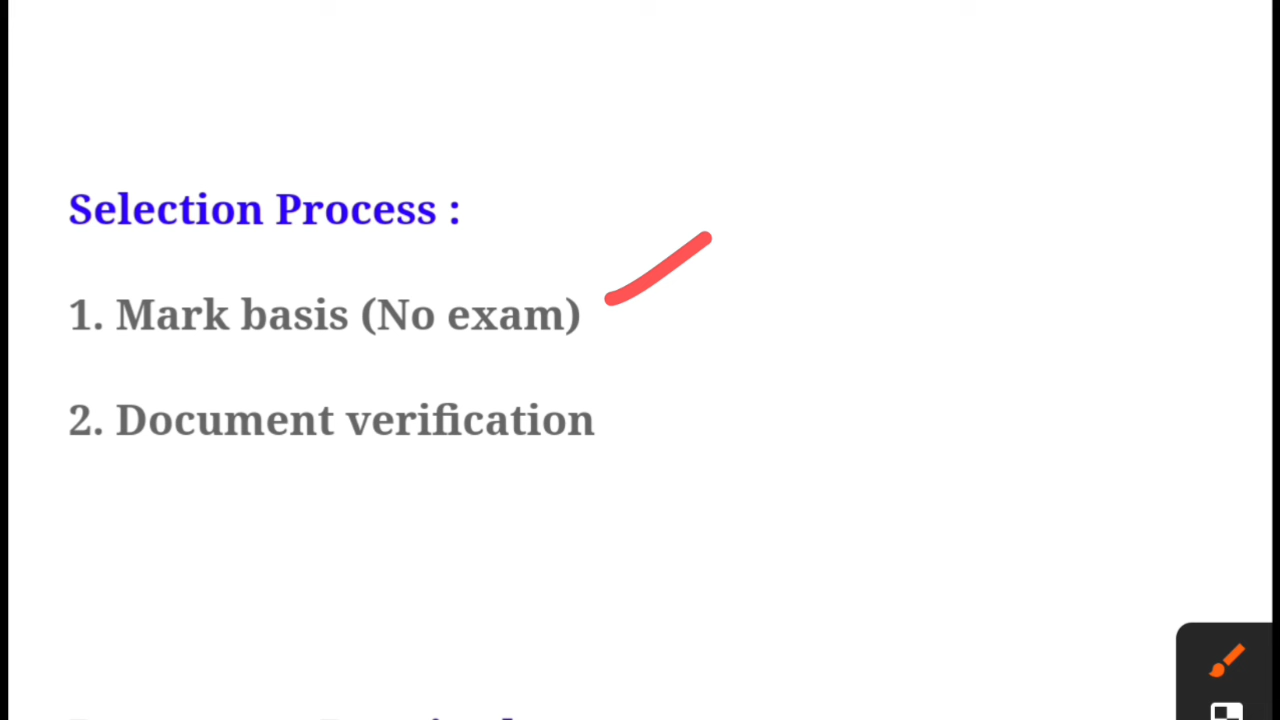 Selection Process :
1. Mark basis (No exam)
2. Document verification